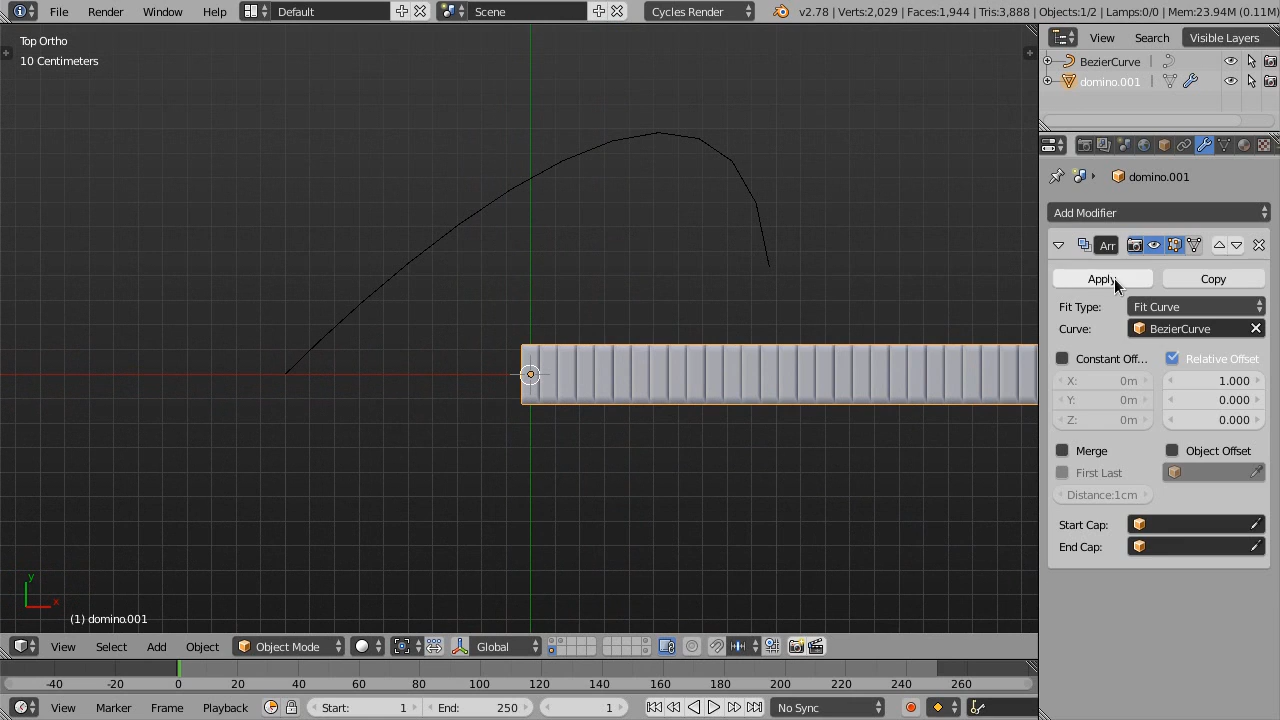 File Render Window Help Default Scene Cycles Render v2.78 | Verts:2,029 | Faces:1,944 | Tris:3,888 | Objects:1/2 | Lamps:0/0 | Mem:23.94M (0.11M)
Top Ortho
10 Centimeters
View Search Visible Layers
BezierCurve
domino.001
domino.001
Add Modifier
Arr
Apply Copy
Fit Type: Fit Curve
Curve: BezierCurve
Constant Off... Relative Offset
X: 0m 1.000
Y: 0m 0.000
Z: 0m 0.000
Merge Object Offset
First Last
Distance:1cm
Start Cap:
End Cap:
y
x
(1) domino.001
View Select Add Object Object Mode Global
-40 -20 0 20 40 60 80 100 120 140 160 180 200 220 240 260
View Marker Frame Playback Start: 1 End: 250 1 No Sync